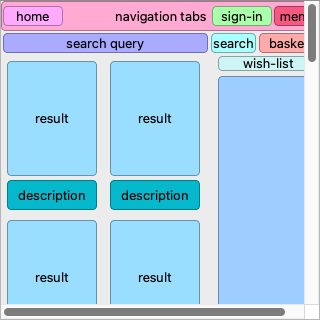 home navigation tabs sign-in men
search query search baske
wish-list
result result
description description
result result